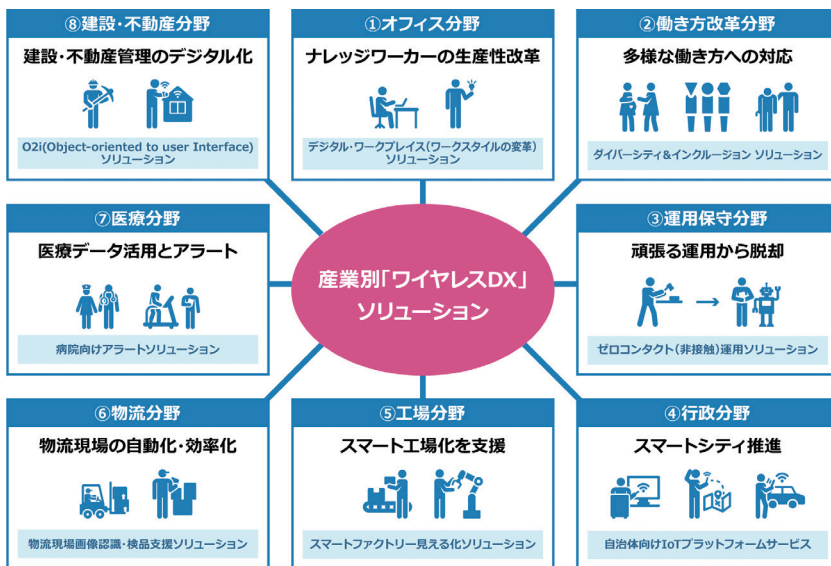 ⑧建設・不動産分野
建設・不動産管理のデジタル化
O2i(Object-oriented to user Interface)
ソリューション
①オフィス分野
ナレッジワーカーの生産性改革
デジタル・ワークプレイス(ワークスタイルの変革)
ソリューション
②働き方改革分野
多様な働き方への対応
ダイバーシティ&インクルージョン ソリューション
⑦医療分野
医療データ活用とアラート
病院向けアラートソリューション
産業別「ワイヤレスDX」
ソリューション
③運用保守分野
頑張る運用から脱却
ゼロコンタクト(非接触)運用ソリューション
⑥物流分野
物流現場の自動化・効率化
物流現場画像認識・検品支援ソリューション
⑤工場分野
スマート工場化を支援
スマートファクトリー見える化ソリューション
④行政分野
スマートシティ推進
自治体向けIoTプラットフォームサービス